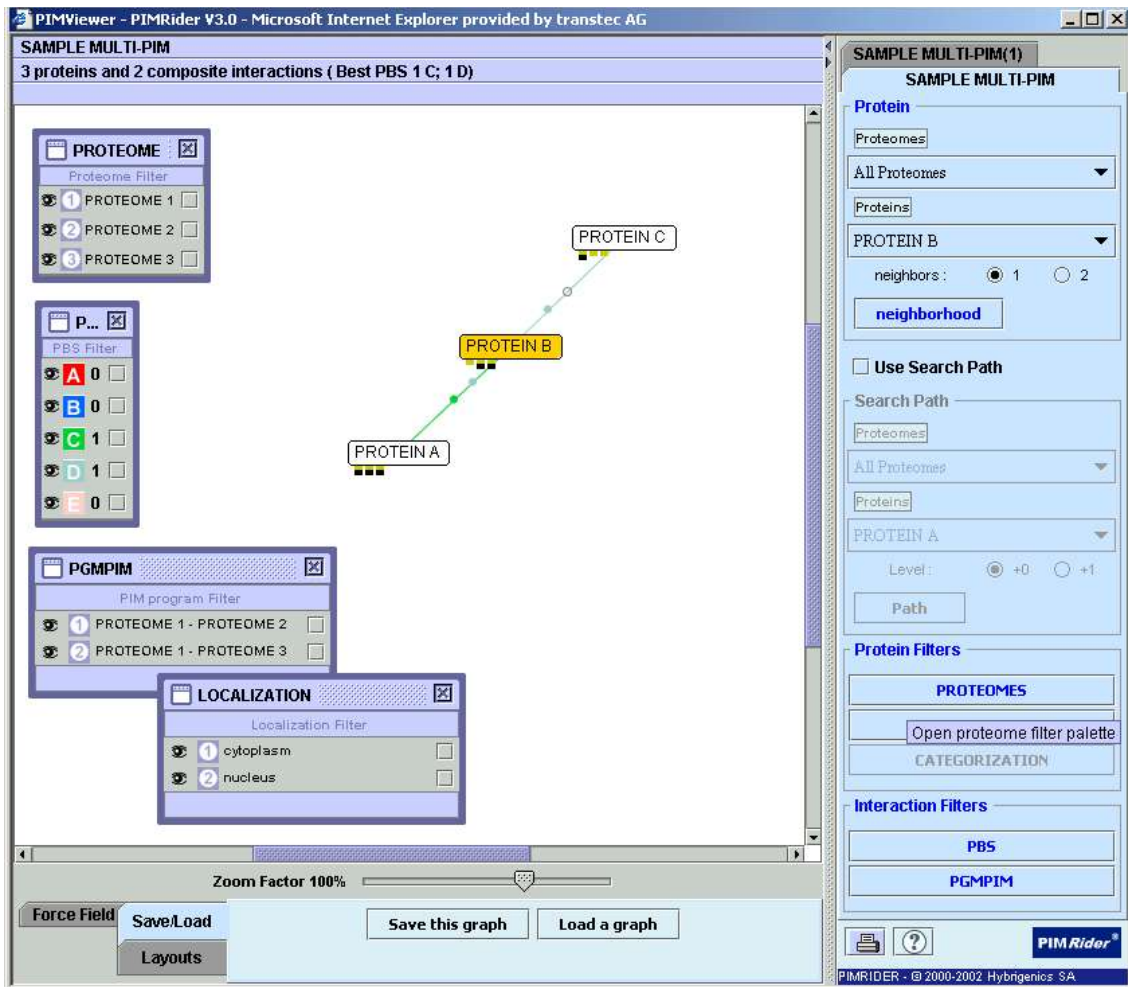 PIMViewer - PIMRider V3.0 - Microsoft Internet Explorer provided by transtec AG
SAMPLE MULTI-PIM
3 proteins and 2 composite interactions ( Best PBS 1 C; 1 D)
PROTEOME
Proteome Filter
1 PROTEOME 1
2 PROTEOME 2
3 PROTEOME 3
P...
PBS Filter
A 0
B 0
C 1
D 1
E 0
PROTEIN C
PROTEIN B
PROTEIN A
PGMPIM
PIM program Filter
1 PROTEOME 1 - PROTEOME 2
2 PROTEOME 1 - PROTEOME 3
LOCALIZATION
Localization Filter
1 cytoplasm
2 nucleus
Zoom Factor 100%
Force Field
Save/Load
Layouts
Save this graph
Load a graph
SAMPLE MULTI-PIM(1)
SAMPLE MULTI-PIM
Protein
Proteomes
All Proteomes
Proteins
PROTEIN B
neighbors : 1 2
neighborhood
Use Search Path
Search Path
Proteomes
All Proteomes
Proteins
PROTEIN A
Level : +0 +1
Path
Protein Filters
PROTEOMES
Open proteome filter palette
CATEGORIZATION
Interaction Filters
PBS
PGMPIM
?
PIMRider®
PIMRIDER - © 2000-2002 Hybrigenics SA